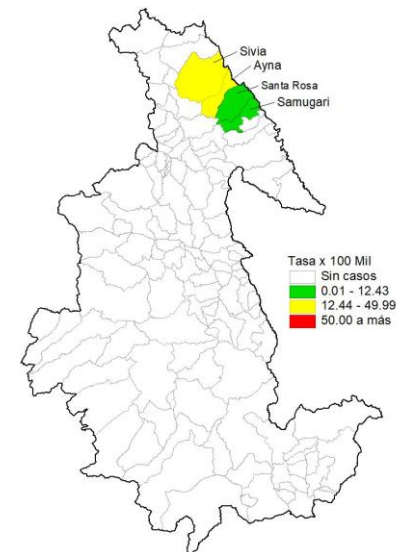 Sivia
Ayna
Santa Rosa
Samugari
Tasa x 100 Mil
Sin casos
0.01 - 12.43
12.44 - 49.99
50.00 a más